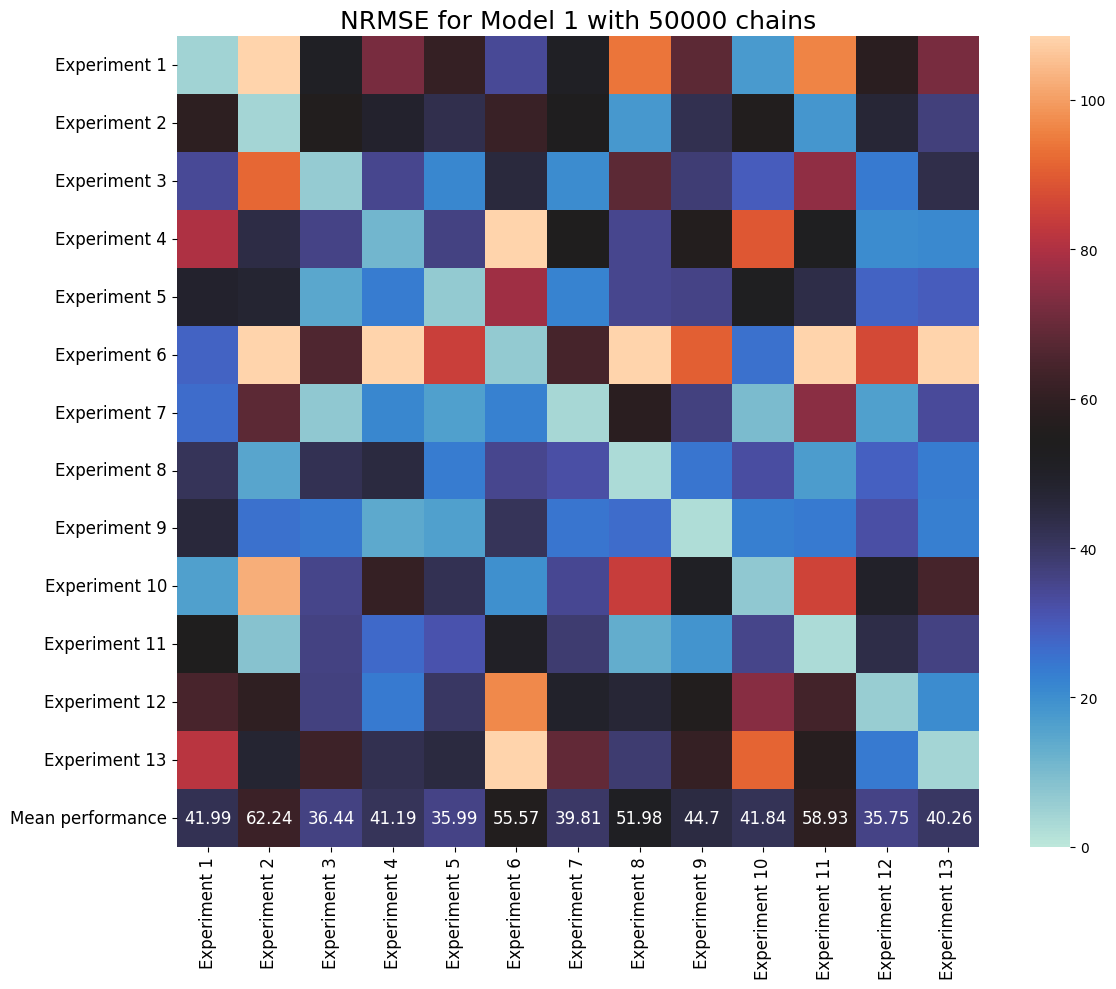 NRMSE for Model 1 with 50000 chains
Experiment 1
Experiment 2
Experiment 3
Experiment 4
Experiment 5
Experiment 6
Experiment 7
Experiment 8
Experiment 9
Experiment 10
Experiment 11
Experiment 12
Experiment 13
Mean performance 41.99 62.24 36.44 41.19 35.99 55.57 39.81 51.98 44.7 41.84 58.93 35.75 40.26
Experiment 1
Experiment 2
Experiment 3
Experiment 4
Experiment 5
Experiment 6
Experiment 7
Experiment 8
Experiment 9
Experiment 10
Experiment 11
Experiment 12
Experiment 13
100
80
60
40
20
0